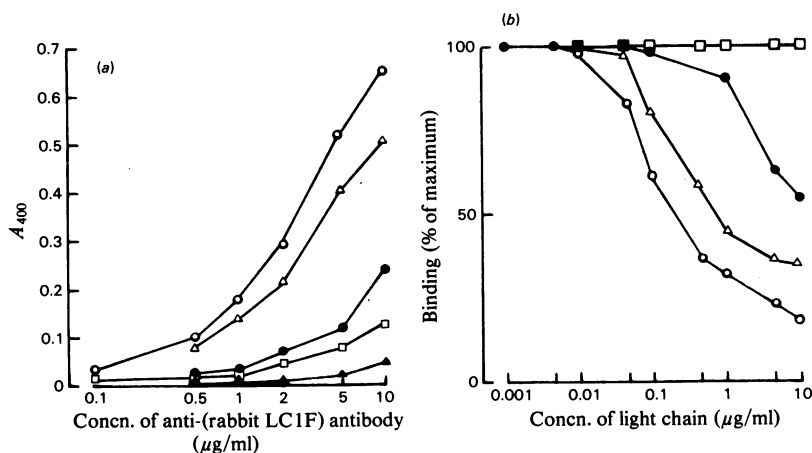 (a)
0.7
0.6
0.5
0.4
0.3
0.2
0.1
0
A400
0.1 0.5 1 2 5 10
Concn. of anti-(rabbit LC1F) antibody
(μg/ml)
(b)
100
50
0
Binding (% of maximum)
0.001 0.01 0.1 1 10
Concn. of light chain (μg/ml)